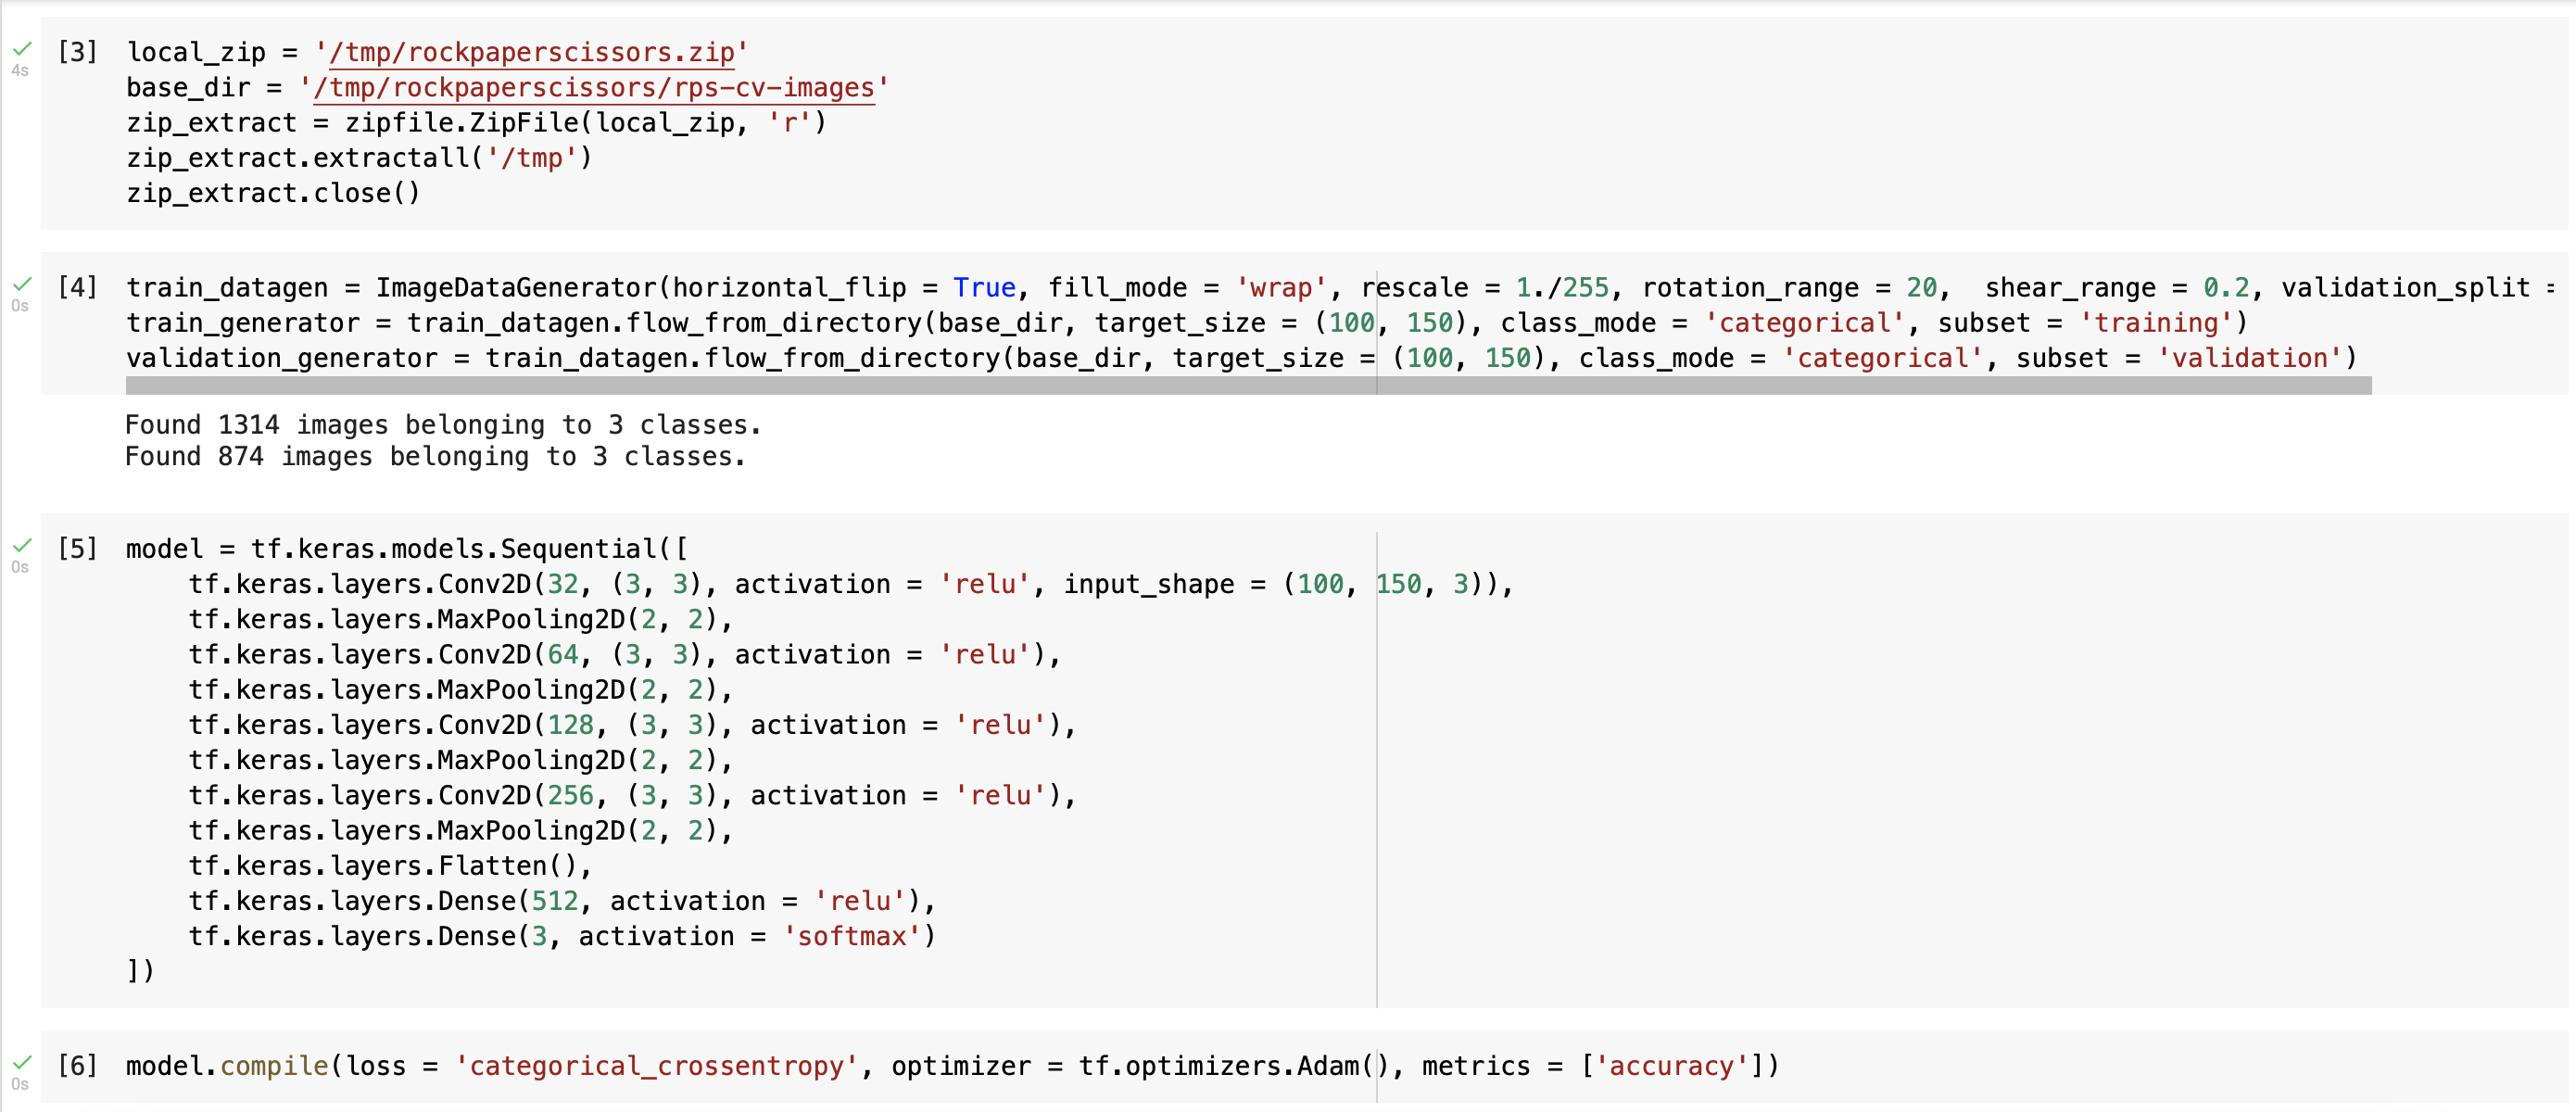 [3] local_zip = '/tmp/rockpaperscissors.zip'
4s
base_dir = '/tmp/rockpaperscissors/rps-cv-images'
zip_extract = zipfile.ZipFile(local_zip, 'r')
zip_extract.extractall('/tmp')
zip_extract.close()
[4] train_datagen = ImageDataGenerator(horizontal_flip = True, fill_mode = 'wrap', rescale = 1./255, rotation_range = 20,  shear_range = 0.2, validation_split =
0s
train_generator = train_datagen.flow_from_directory(base_dir, target_size = (100, 150), class_mode = 'categorical', subset = 'training')
validation_generator = train_datagen.flow_from_directory(base_dir, target_size = (100, 150), class_mode = 'categorical', subset = 'validation')
Found 1314 images belonging to 3 classes.
Found 874 images belonging to 3 classes.
[5] model = tf.keras.models.Sequential([
0s
    tf.keras.layers.Conv2D(32, (3, 3), activation = 'relu', input_shape = (100, 150, 3)),
    tf.keras.layers.MaxPooling2D(2, 2),
    tf.keras.layers.Conv2D(64, (3, 3), activation = 'relu'),
    tf.keras.layers.MaxPooling2D(2, 2),
    tf.keras.layers.Conv2D(128, (3, 3), activation = 'relu'),
    tf.keras.layers.MaxPooling2D(2, 2),
    tf.keras.layers.Conv2D(256, (3, 3), activation = 'relu'),
    tf.keras.layers.MaxPooling2D(2, 2),
    tf.keras.layers.Flatten(),
    tf.keras.layers.Dense(512, activation = 'relu'),
    tf.keras.layers.Dense(3, activation = 'softmax')
])
[6] model.compile(loss = 'categorical_crossentropy', optimizer = tf.optimizers.Adam(), metrics = ['accuracy'])
0s